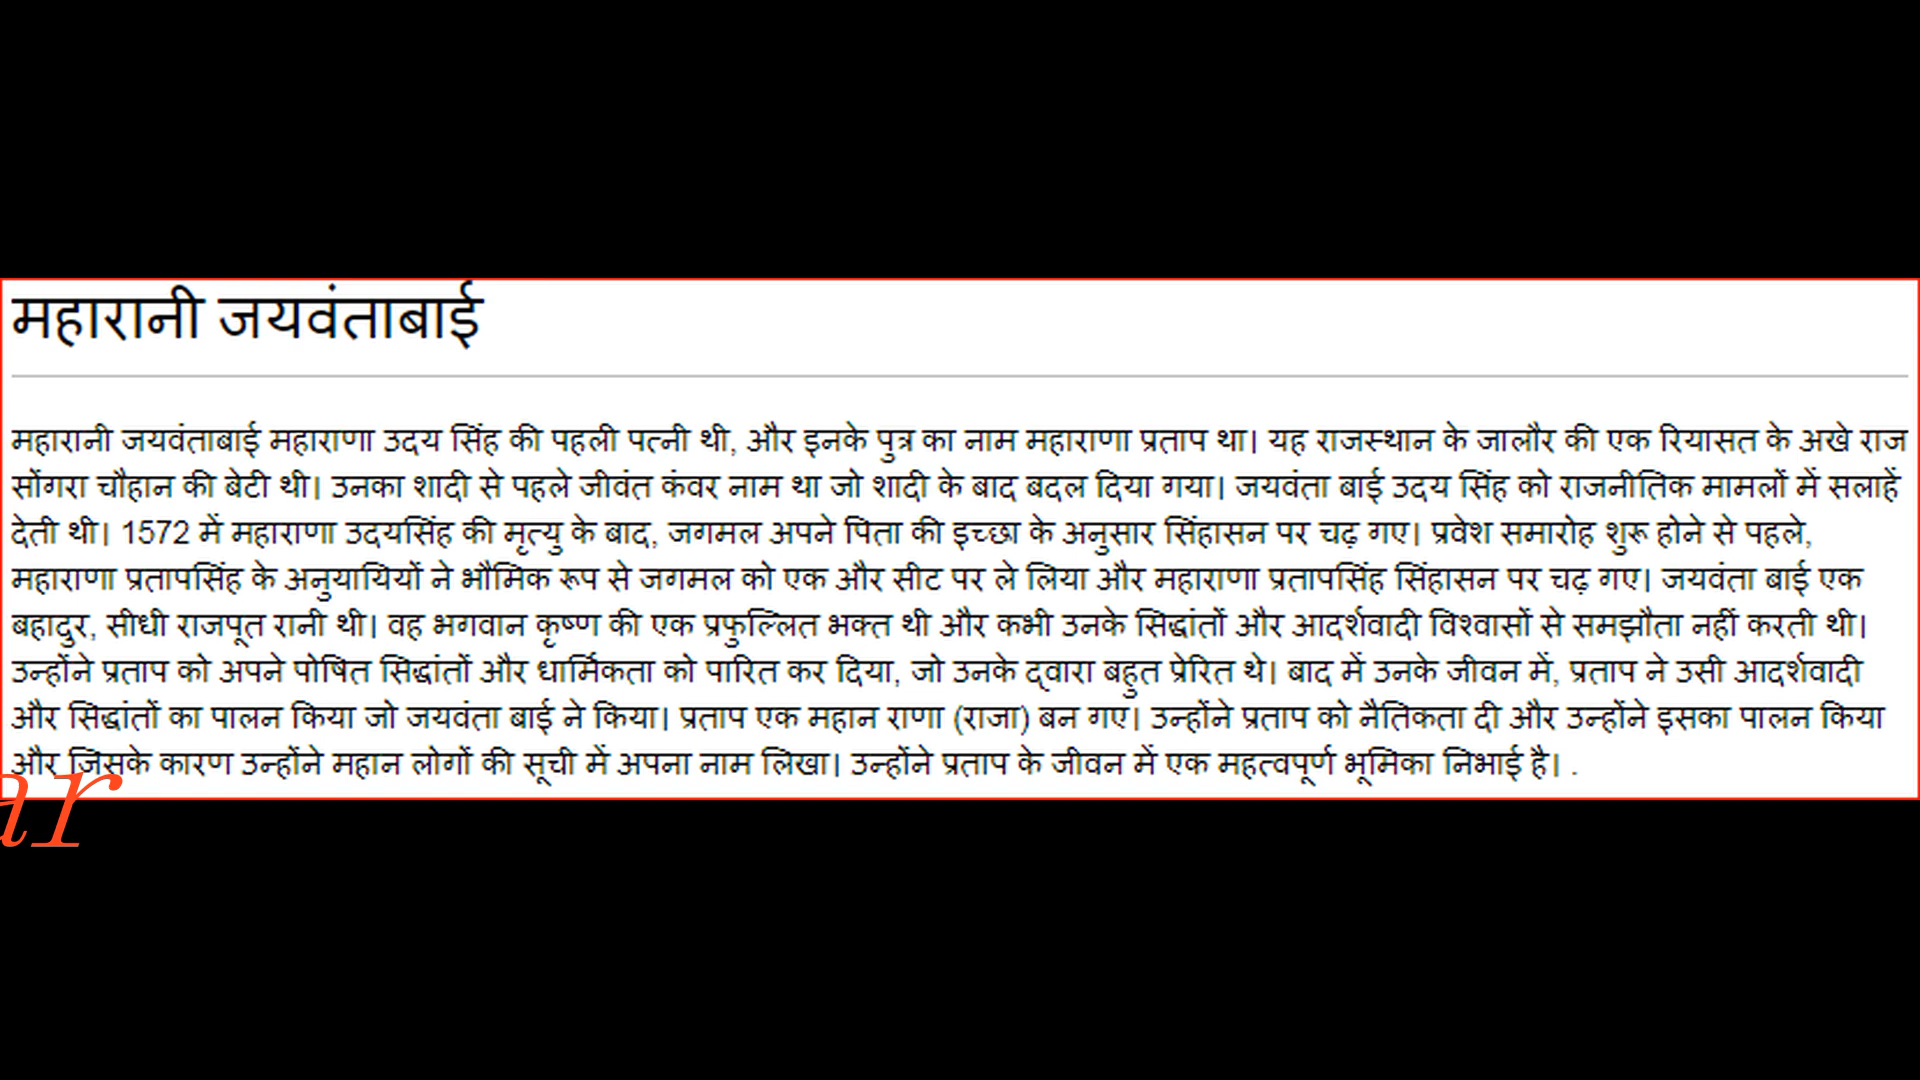 महारानी जयवंताबाई
महारानी जयवंताबाई महाराणा उदय सिंह की पहली पत्नी थी, और इनके पुत्र का नाम महाराणा प्रताप था। यह राजस्थान के जालौर की एक रियासत के अखे राज
सोंगरा चौहान की बेटी थी। उनका शादी से पहले जीवंत कंवर नाम था जो शादी के बाद बदल दिया गया। जयवंता बाई उदय सिंह को राजनीतिक मामलों में सलाहें
देती थी। 1572 में महाराणा उदयसिंह की मृत्यु के बाद, जगमल अपने पिता की इच्छा के अनुसार सिंहासन पर चढ़ गए। प्रवेश समारोह शुरू होने से पहले,
महाराणा प्रतापसिंह के अनुयायियों ने भौमिक रूप से जगमल को एक और सीट पर ले लिया और महाराणा प्रतापसिंह सिंहासन पर चढ़ गए। जयवंता बाई एक
बहादुर, सीधी राजपूत रानी थी। वह भगवान कृष्ण की एक प्रफुल्लित भक्त थी और कभी उनके सिद्धांतों और आदर्शवादी विश्वासों से समझौता नहीं करती थी।
उन्होंने प्रताप को अपने पोषित सिद्धांतों और धार्मिकता को पारित कर दिया, जो उनके द्वारा बहुत प्रेरित थे। बाद में उनके जीवन में, प्रताप ने उसी आदर्शवादी
और सिद्धांतों का पालन किया जो जयवंता बाई ने किया। प्रताप एक महान राणा (राजा) बन गए। उन्होंने प्रताप को नैतिकता दी और उन्होंने इसका पालन किया
और जिसके कारण उन्होंने महान लोगों की सूची में अपना नाम लिखा। उन्होंने प्रताप के जीवन में एक महत्वपूर्ण भूमिका निभाई है। .
ar